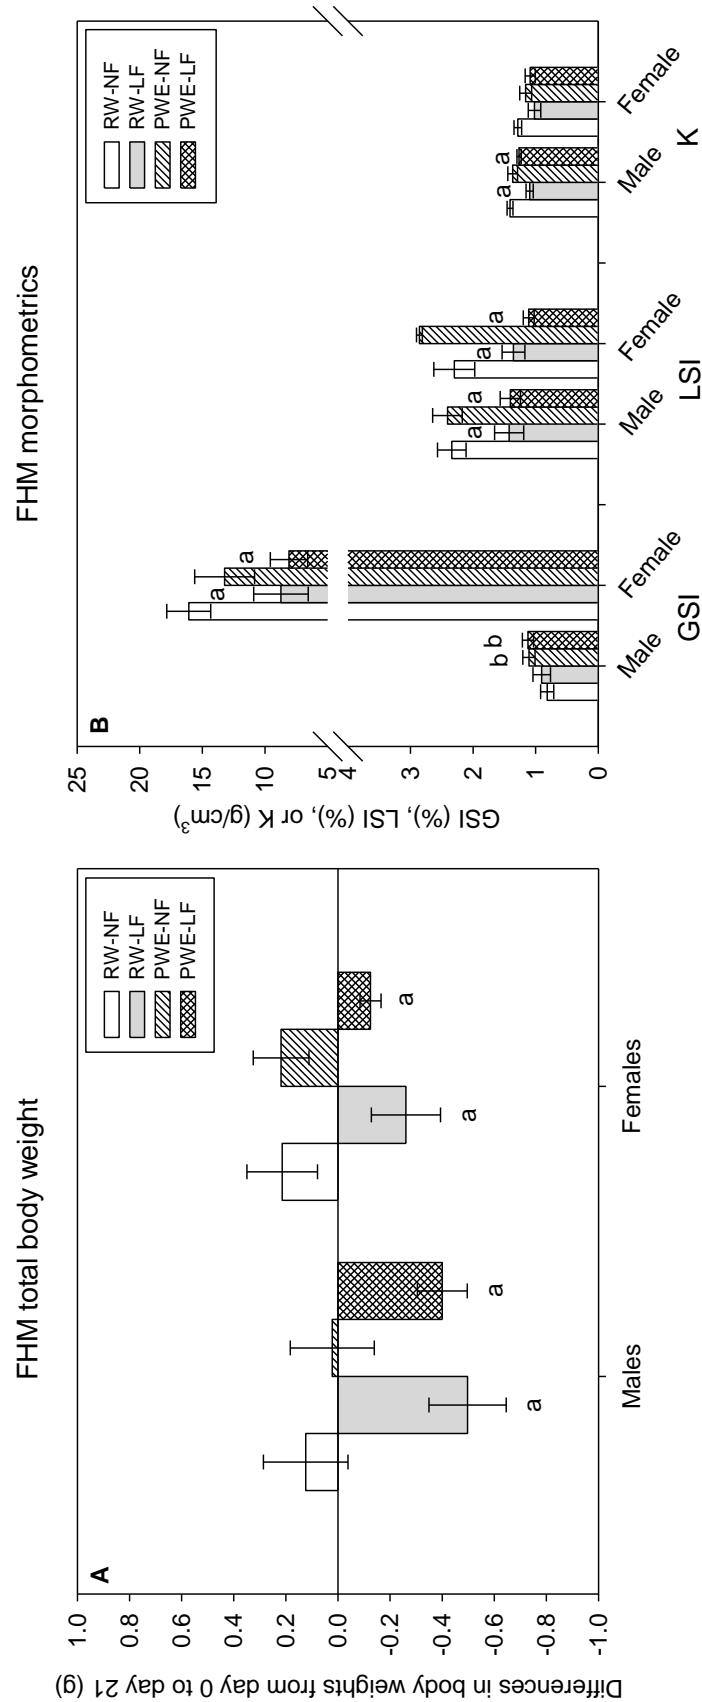 FHM total body weight
A
RW-NF
RW-LF
PWE-NF
PWE-LF
Differences in body weights from day 0 to day 21 (g)
1.0
0.8
0.6
0.4
0.2
0.0
-0.2
-0.4
-0.6
-0.8
-1.0
a
a
a
a
Males
Females
FHM morphometrics
B
RW-NF
RW-LF
PWE-NF
PWE-LF
GSI (%), LSI (%), or K (g/cm3)
25
20
15
10
5
4
3
2
1
0
b b
a
a
a
a
a
a
a
a
Male
Female
Male
Female
Male
Female
GSI
LSI
K